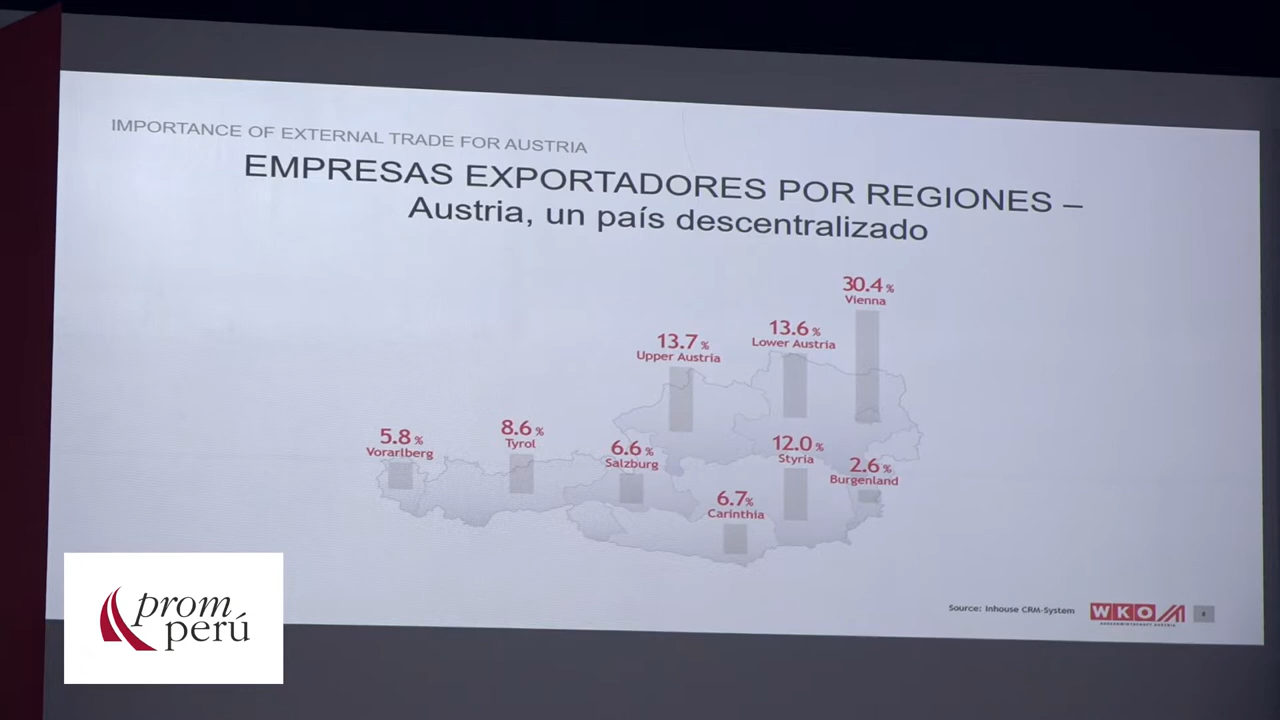 IMPORTANCE OF EXTERNAL TRADE FOR AUSTRIA
EMPRESAS EXPORTADORES POR REGIONES –
Austria, un país descentralizado
30.4 %
Vienna
13.6 %
Lower Austria
13.7 %
Upper Austria
5.8 %
Vorarlberg
8.6 %
Tyrol
6.6 %
Salzburg
12.0 %
Styria
2.6 %
Burgenland
6.7%
Carinthia
Source: Inhouse CRM-System
WKO
AUSSENWIRTSCHAFT AUSTRIA
prom
perú